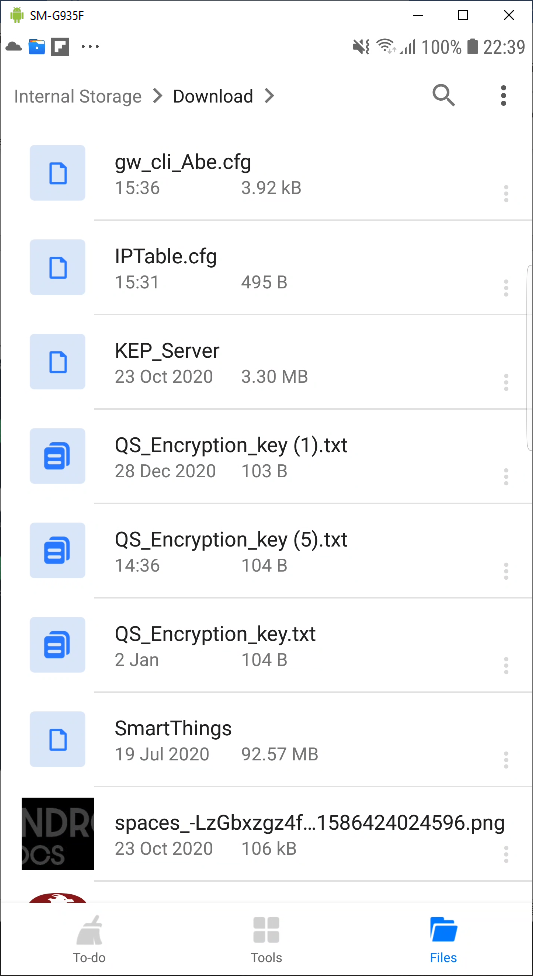 SM-G935F
100% 22:39
Internal Storage > Download >
gw_cli_Abe.cfg
15:36 3.92 kB
IPTable.cfg
15:31 495 B
KEP_Server
23 Oct 2020 3.30 MB
QS_Encryption_key (1).txt
28 Dec 2020 103 B
QS_Encryption_key (5).txt
14:36 104 B
QS_Encryption_key.txt
2 Jan 104 B
SmartThings
19 Jul 2020 92.57 MB
NDR
OCS
spaces_-LzGbxzgz4f...1586424024596.png
23 Oct 2020 106 kB
To-do Tools Files